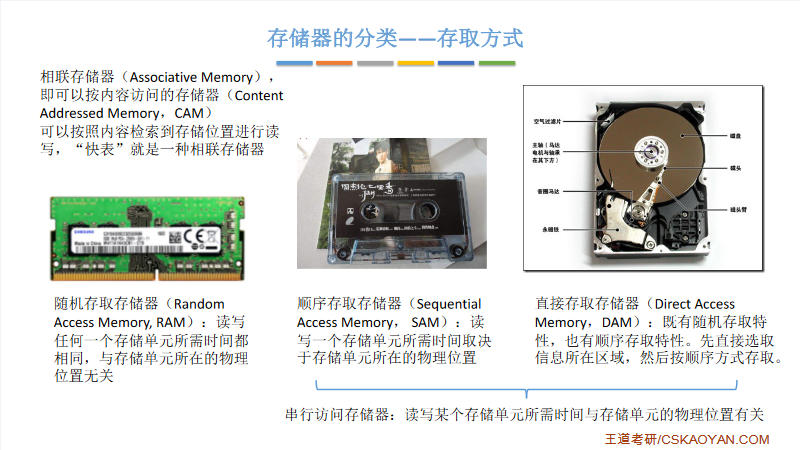 存储器的分类——存取方式
相联存储器（Associative Memory），
即可以按内容访问的存储器（Content
Addressed Memory，CAM）
可以按照内容检索到存储位置进行读
写，“快表”就是一种相联存储器
SAMSUNG
空气过滤片
主轴（马达
电机与轴承
在其下方）
音圈马达
永磁铁
磁盘
磁头
磁头臂
随机存取存储器（Random
Access Memory, RAM）：读写
任何一个存储单元所需时间都
相同，与存储单元所在的物理
位置无关
顺序存取存储器（Sequential
Access Memory， SAM）：读
写一个存储单元所需时间取决
于存储单元所在的物理位置
直接存取存储器（Direct Access
Memory，DAM）：既有随机存取特
性，也有顺序存取特性。先直接选取
信息所在区域，然后按顺序方式存取。
串行访问存储器：读写某个存储单元所需时间与存储单元的物理位置有关
王道考研/CSKAOYAN.COM